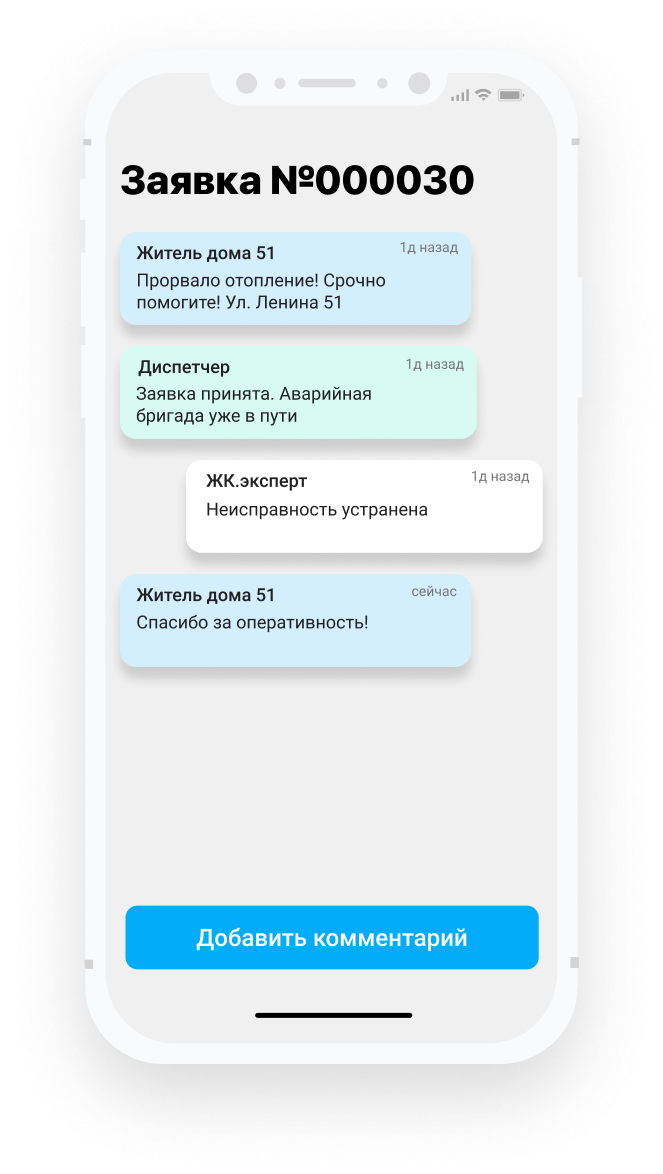 Заявка №000030
Житель дома 51
1д назад
Прорвало отопление! Срочно
помогите! Ул. Ленина 51
Диспетчер
1д назад
Заявка принята. Аварийная
бригада уже в пути
ЖК.эксперт
1д назад
Неисправность устранена
Житель дома 51
сейчас
Спасибо за оперативность!
Добавить комментарий